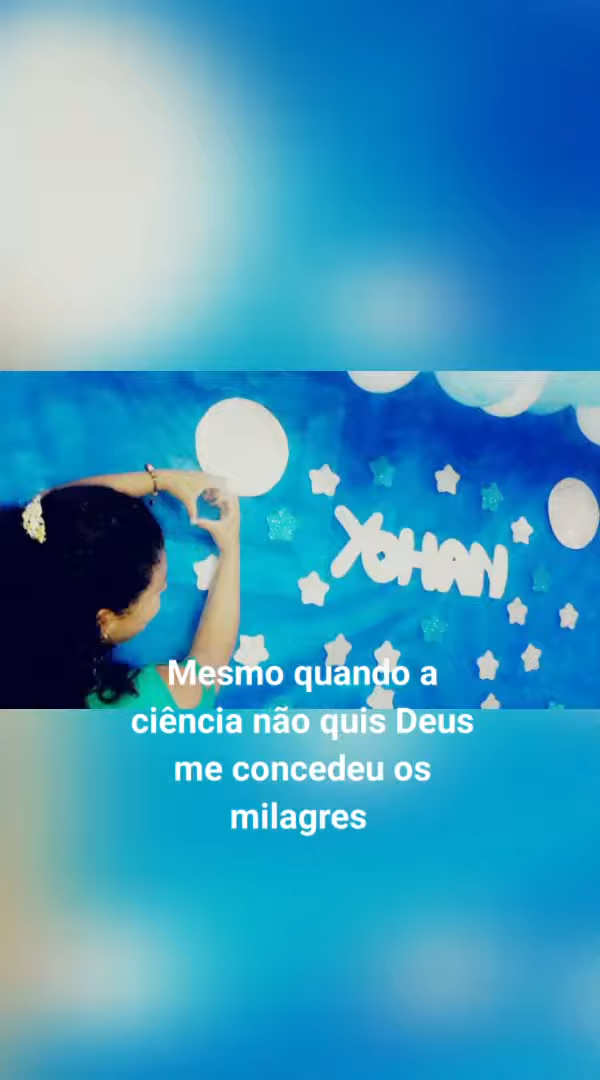 YOHAN
Mesmo quando a
ciência não quis Deus
me concedeu os
milagres